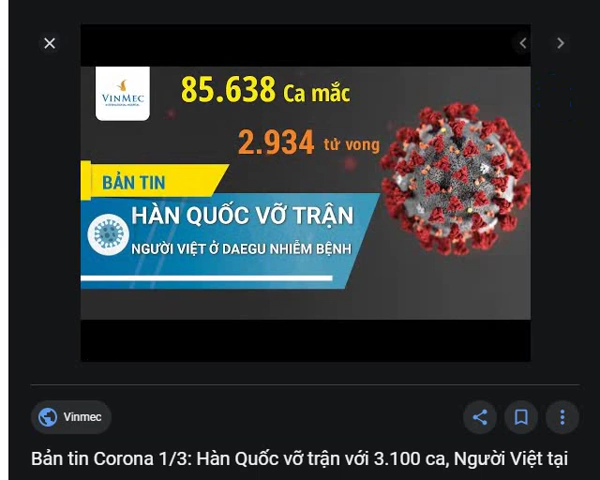 VINMEC
85.638 Ca mắc
2.934 tử vong
BẢN TIN
HÀN QUỐC VỠ TRẬN
NGƯỜI VIỆT Ở DAEGU NHIỄM BỆNH
Vinmec
Bản tin Corona 1/3: Hàn Quốc vỡ trận với 3.100 ca, Người Việt tại